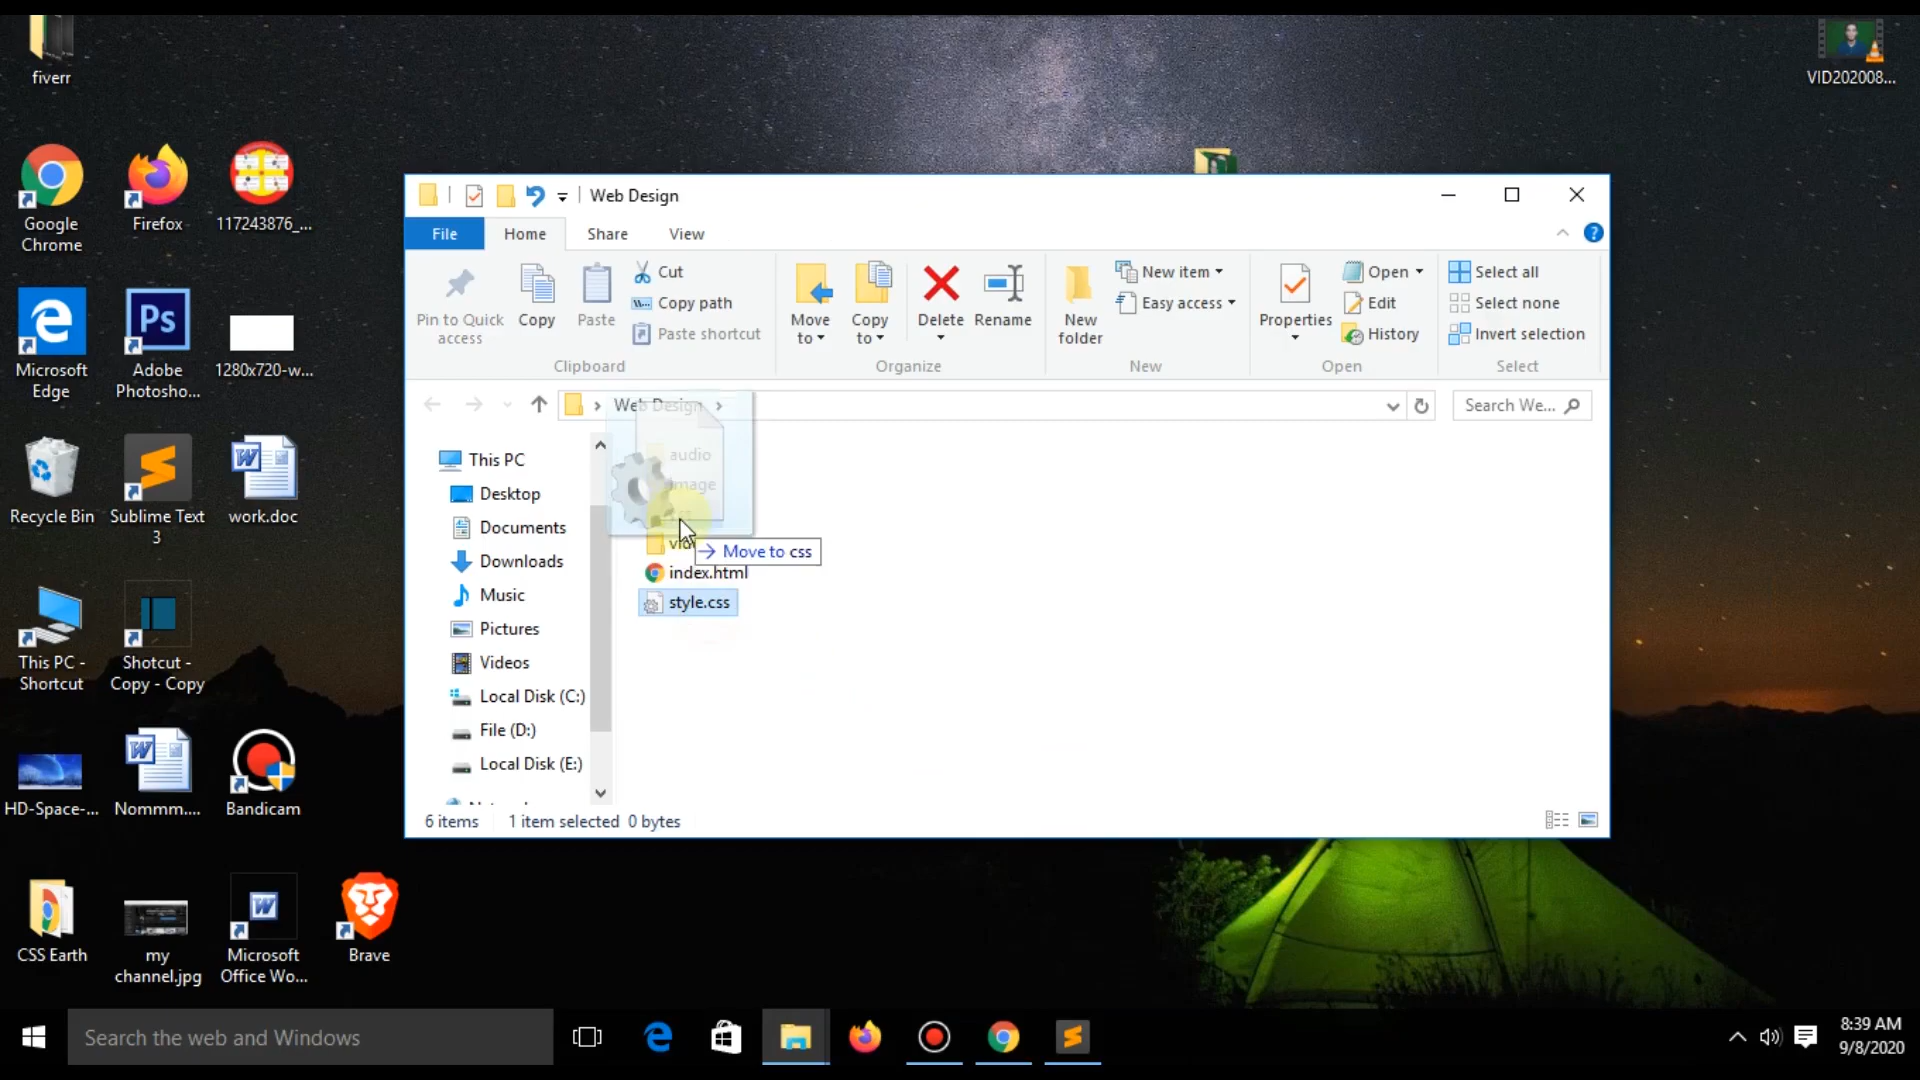 fiverr
VID202008...
Google
Chrome
Firefox
117243876_...
Microsoft
Edge
Ps
Adobe
Photosho...
1280x720-w...
Recycle Bin
Sublime Text
3
work.doc
This PC -
Shortcut
Shotcut -
Copy - Copy
HD-Space-...
Nommm....
Bandicam
CSS Earth
my
channel.jpg
Microsoft
Office Wo...
Brave
Web Design
File
Home
Share
View
Pin to Quick
access
Copy
Paste
Cut
Copy path
Paste shortcut
Clipboard
Move
to
Copy
to
Delete
Rename
Organize
New
folder
New item
Easy access
New
Properties
Open
Edit
History
Open
Select all
Select none
Invert selection
Select
Web Design
Search We...
This PC
Desktop
Documents
Downloads
Music
Pictures
Videos
Local Disk (C:)
File (D:)
Local Disk (E:)
audio
image
Move to css
index.html
style.css
6 items
1 item selected 0 bytes
Search the web and Windows
8:39 AM
9/8/2020